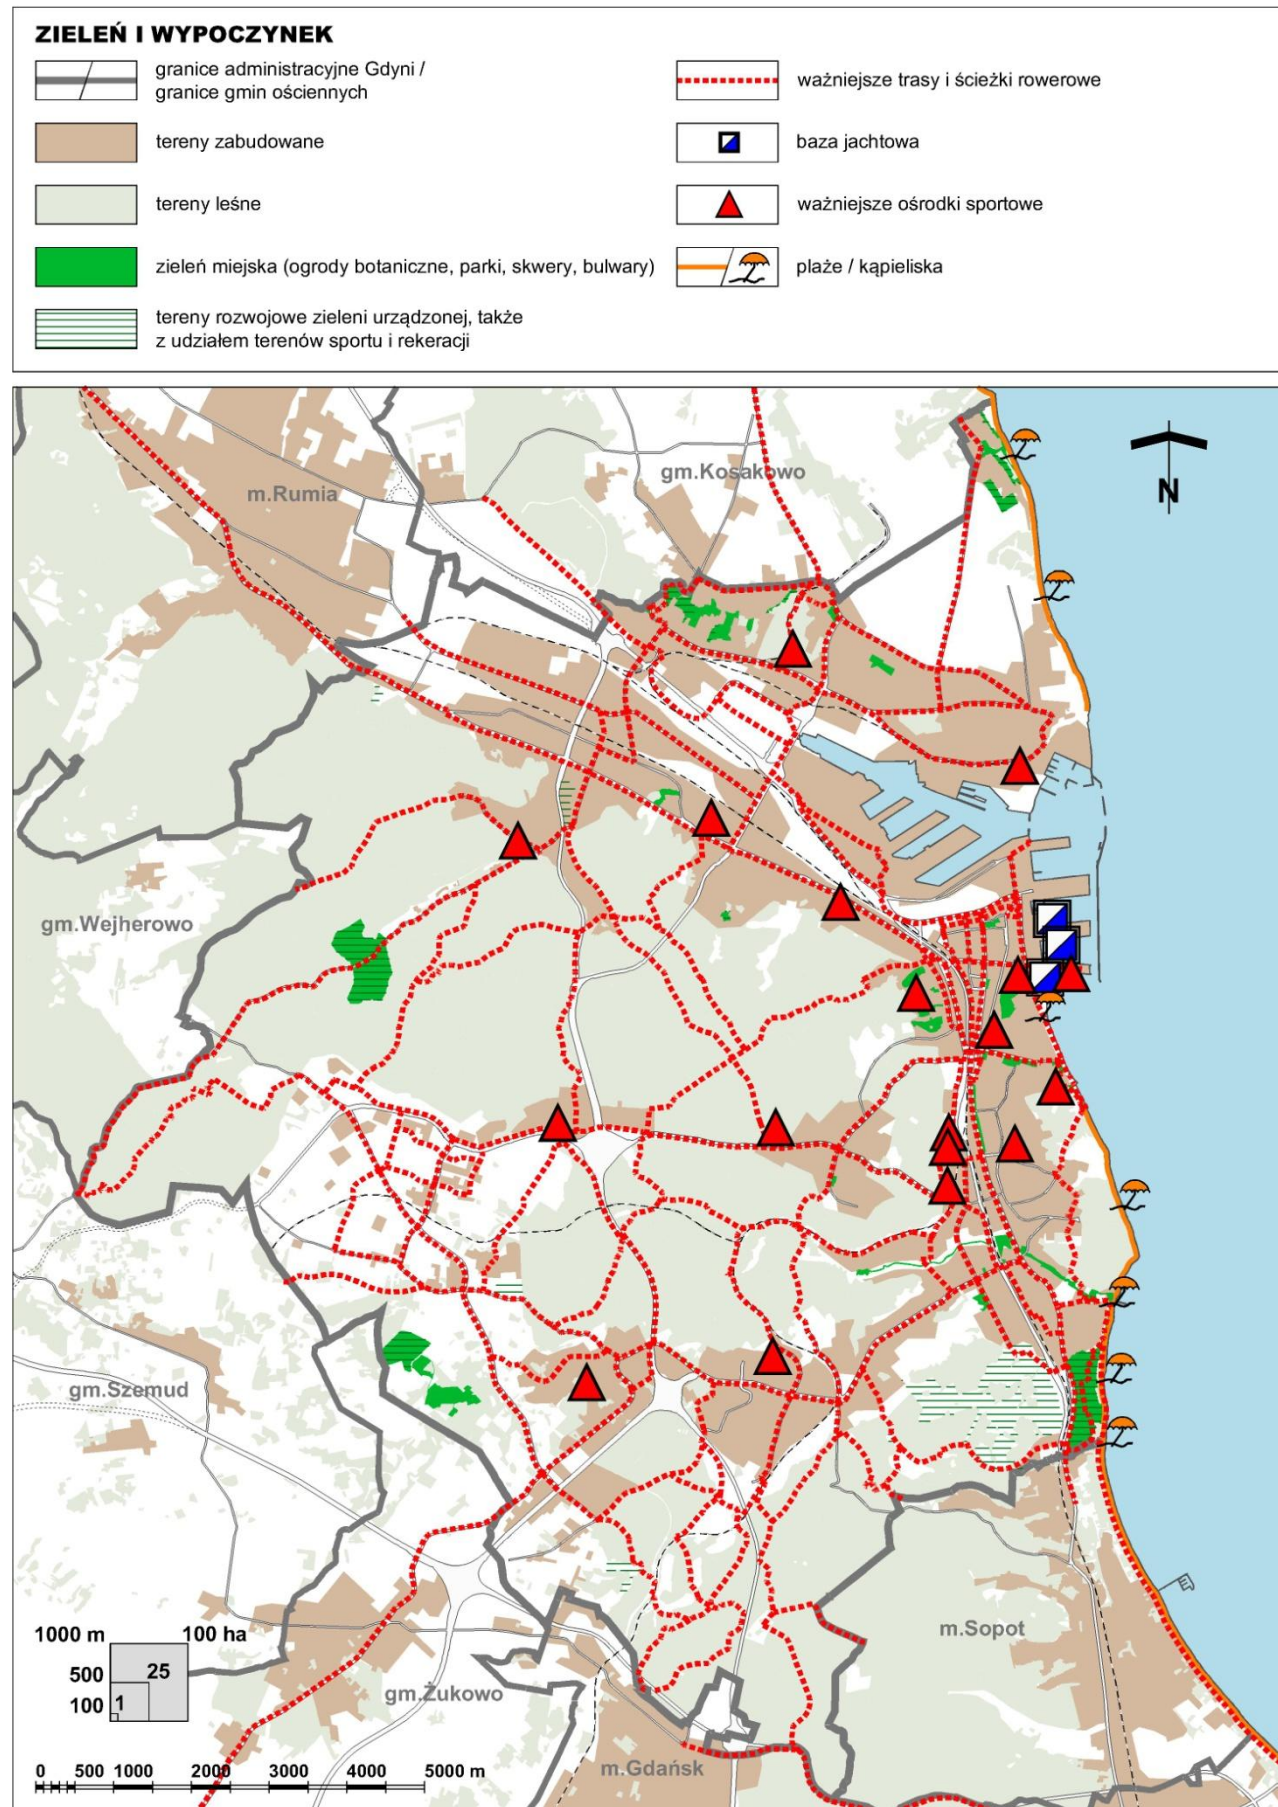 ZIELEŃ I WYPOCZYNEK
granice administracyjne Gdyni /
granice gmin ościennych
tereny zabudowane
tereny leśne
zieleń miejska (ogrody botaniczne, parki, skwery, bulwary)
tereny rozwojowe zieleni urządzonej, także
z udziałem terenów sportu i rekeracji
ważniejsze trasy i ścieżki rowerowe
baza jachtowa
ważniejsze ośrodki sportowe
plaże / kąpieliska
m.Rumia
gm.Kosakowo
N
gm.Wejherowo
gm.Szemud
m.Sopot
gm.Żukowo
m.Gdańsk
1000 m 100 ha
500 25
100 1
0 500 1000 2000 3000 4000 5000 m